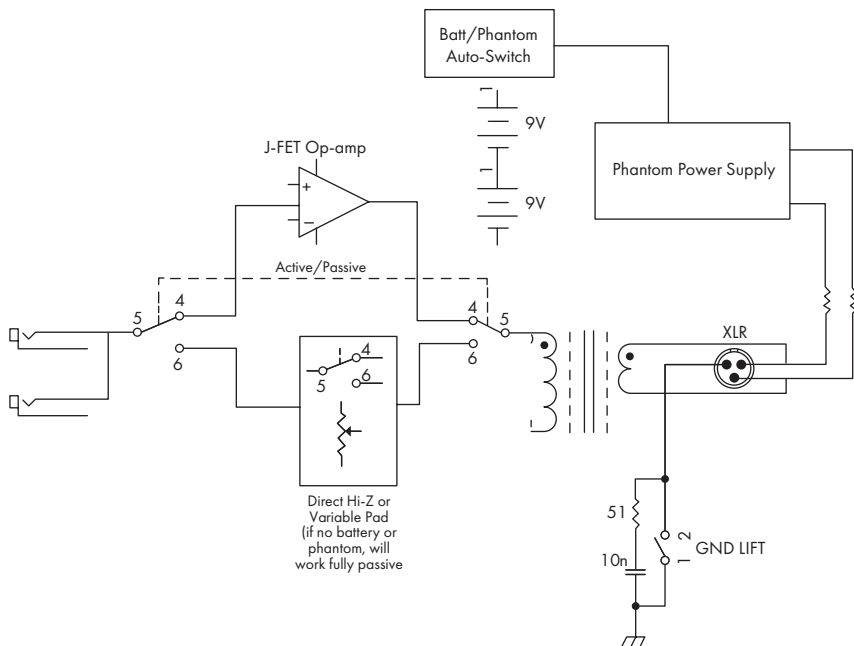 Batt/Phantom
Auto-Switch
1
9V
J-FET Op-amp
+
−
1
Phantom Power Supply
9V
Active/Passive
5
4
4
5
6
6
XLR
4
5
6
Direct Hi-Z or
Variable Pad
(if no battery or
phantom, will
work fully passive
51
2
GND LIFT
10n
1